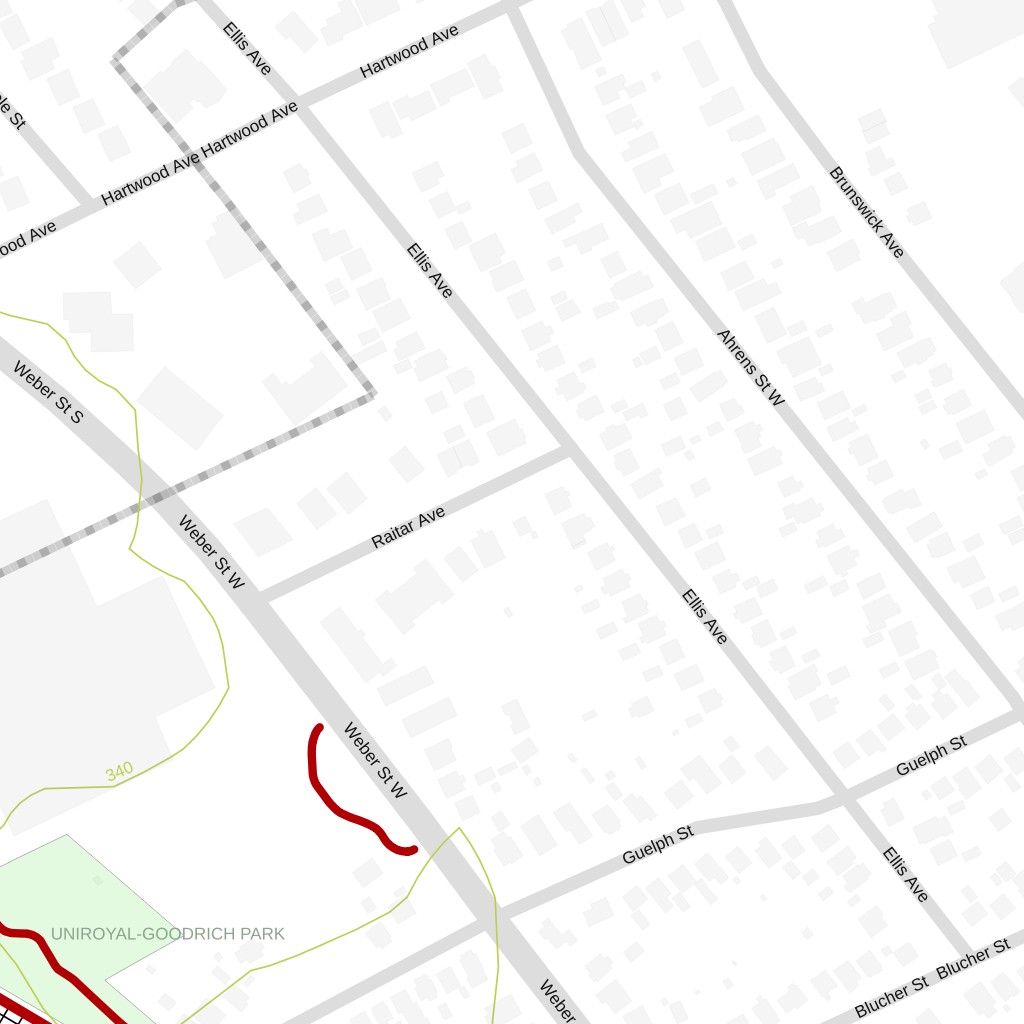 Ellis Ave
Hartwood Ave
Hartwood Ave
Hartwood Ave
le St
ood Ave
Brunswick Ave
Ellis Ave
Ahrens St W
Weber St S
Raitar Ave
Weber St W
Ellis Ave
Weber St W
Guelph St
340
Guelph St
Ellis Ave
UNIROYAL-GOODRICH PARK
Blucher St
Blucher St
Weber